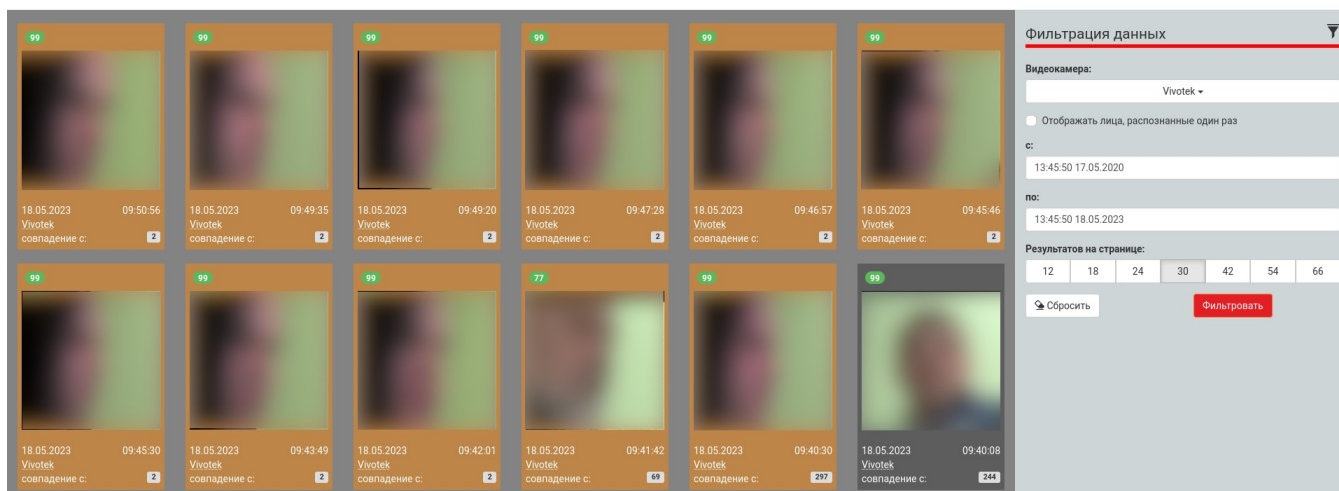 99
18.05.2023 09:50:56
Vivotek
совпадение с: 2
99
18.05.2023 09:49:35
Vivotek
совпадение с: 2
99
18.05.2023 09:49:20
Vivotek
совпадение с: 2
99
18.05.2023 09:47:28
Vivotek
совпадение с: 2
99
18.05.2023 09:46:57
Vivotek
совпадение с: 2
99
18.05.2023 09:45:46
Vivotek
совпадение с: 2
99
18.05.2023 09:45:30
Vivotek
совпадение с: 2
99
18.05.2023 09:43:49
Vivotek
совпадение с: 2
99
18.05.2023 09:42:01
Vivotek
совпадение с: 2
77
18.05.2023 09:41:42
Vivotek
совпадение с: 69
99
18.05.2023 09:40:30
Vivotek
совпадение с: 297
99
18.05.2023 09:40:08
Vivotek
совпадение с: 244
Фильтрация данных
Видеокамера:
Vivotek
Отображать лица, распознанные один раз
с:
13:45:50 17.05.2020
по:
13:45:50 18.05.2023
Результатов на странице:
12 18 24 30 42 54 66
Сбросить Фильтровать